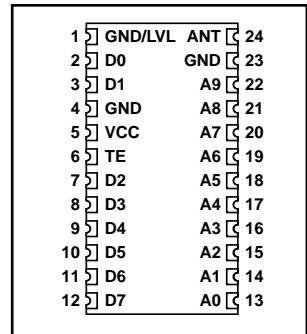 1 GND/LVL ANT 24
2 D0 GND 23
3 D1 A9 22
4 GND A8 21
5 VCC A7 20
6 TE A6 19
7 D2 A5 18
8 D3 A4 17
9 D4 A3 16
10 D5 A2 15
11 D6 A1 14
12 D7 A0 13